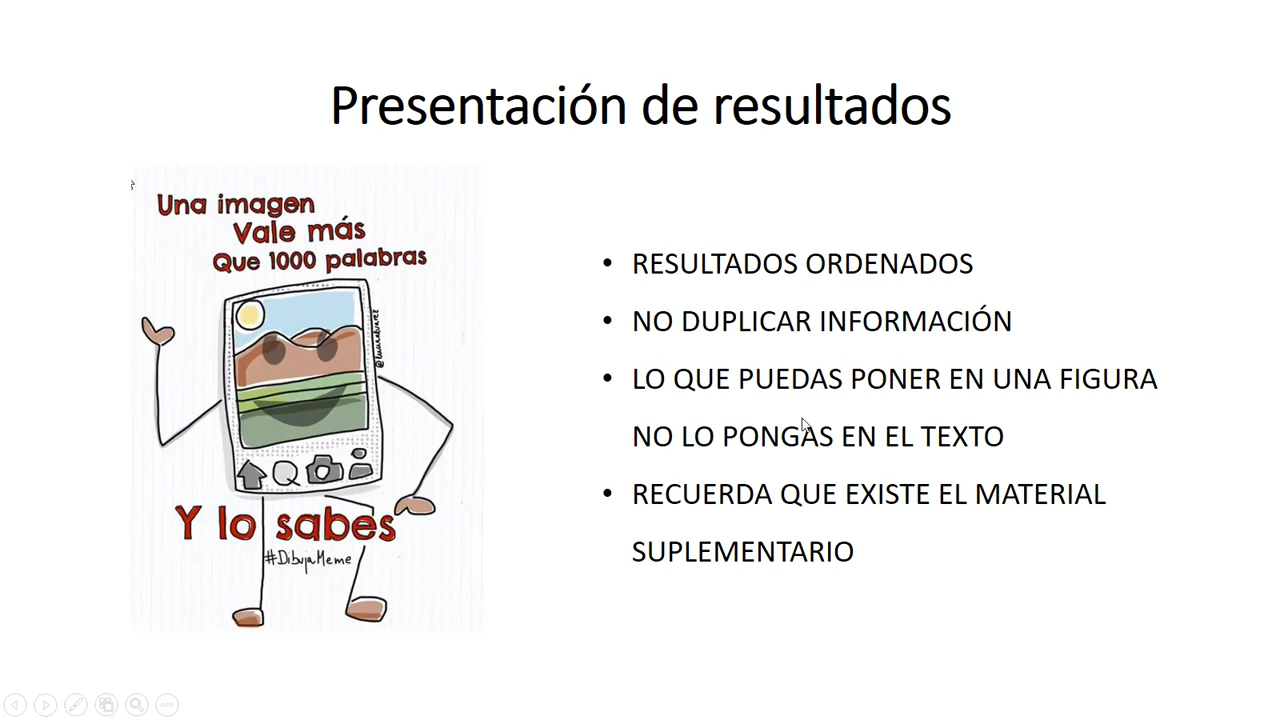 Presentación de resultados
Una imagen
Vale más
Que 1000 palabras
Y lo sabes
#DibujaMeme
• RESULTADOS ORDENADOS
• NO DUPLICAR INFORMACIÓN
• LO QUE PUEDAS PONER EN UNA FIGURA
NO LO PONGAS EN EL TEXTO
• RECUERDA QUE EXISTE EL MATERIAL
SUPLEMENTARIO